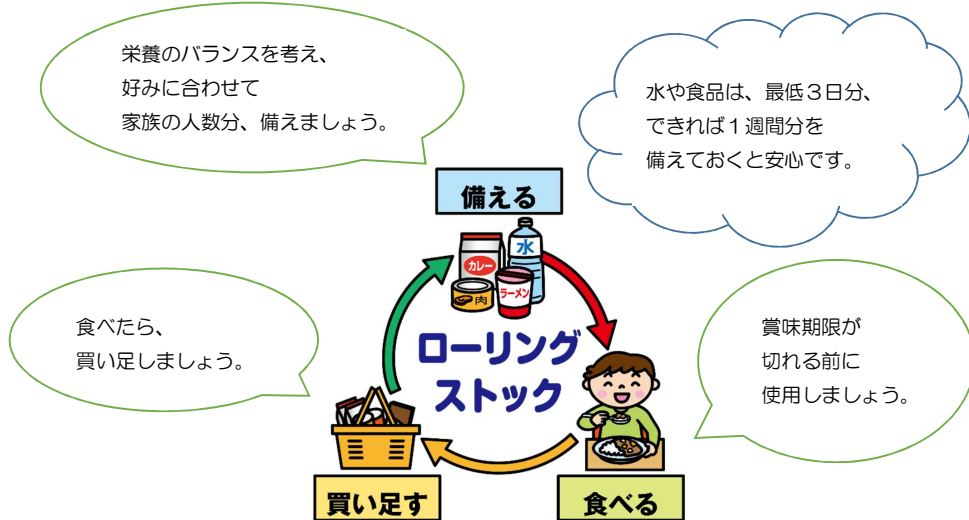 栄養のバランスを考え、
好みに合わせて
家族の人数分、備えましょう。
水や食品は、最低３日分、
できれば１週間分を
備えておくと安心です。
備える
水
カレー
肉
ラーメン
ローリング
ストック
食べたら、
買い足しましょう。
賞味期限が
切れる前に
使用しましょう。
買い足す
食べる